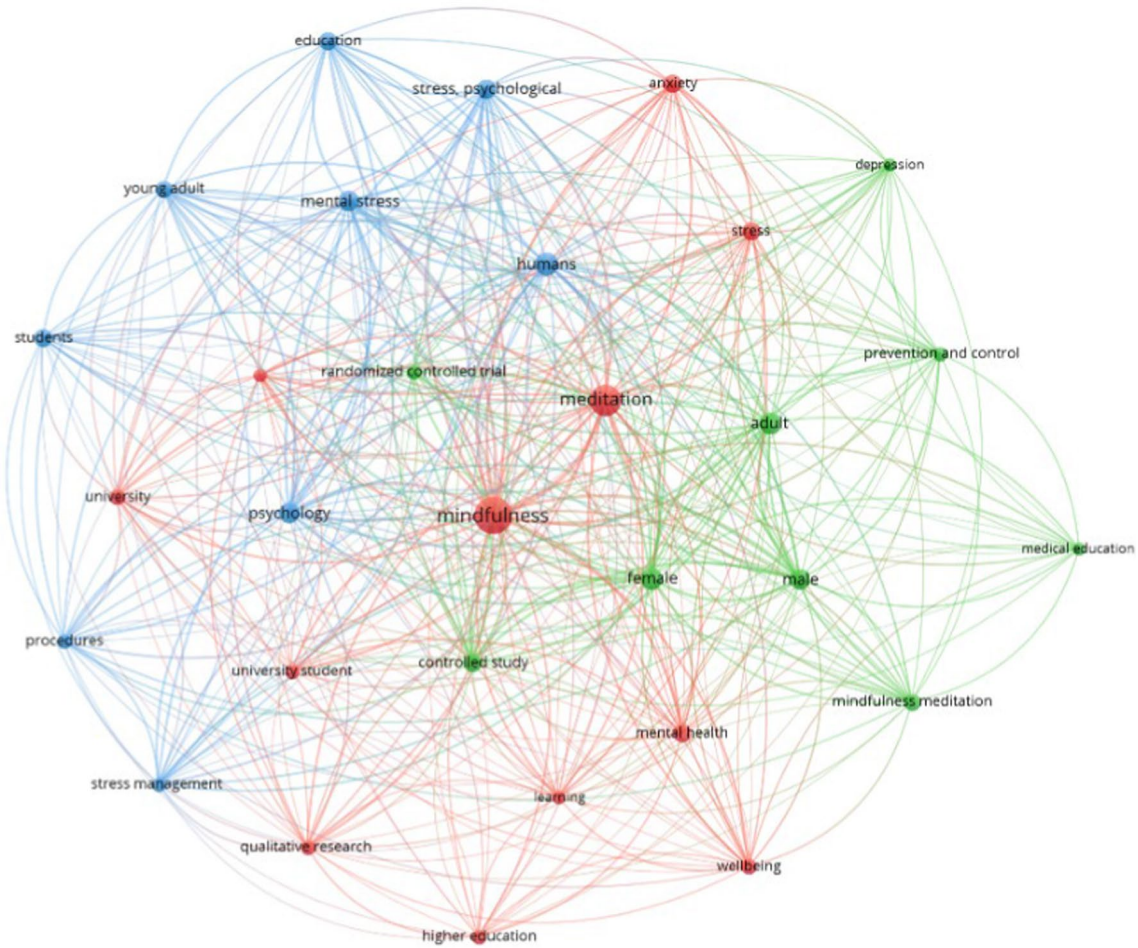 education
stress, psychological
anxiety
depression
young adult
mental stress
stress
humans
students
prevention and control
randomized controlled trial
meditation
adult
university
psychology
mindfulness
medical education
female
male
procedures
university student
controlled study
mindfulness meditation
mental health
stress management
learning
qualitative research
wellbeing
higher education